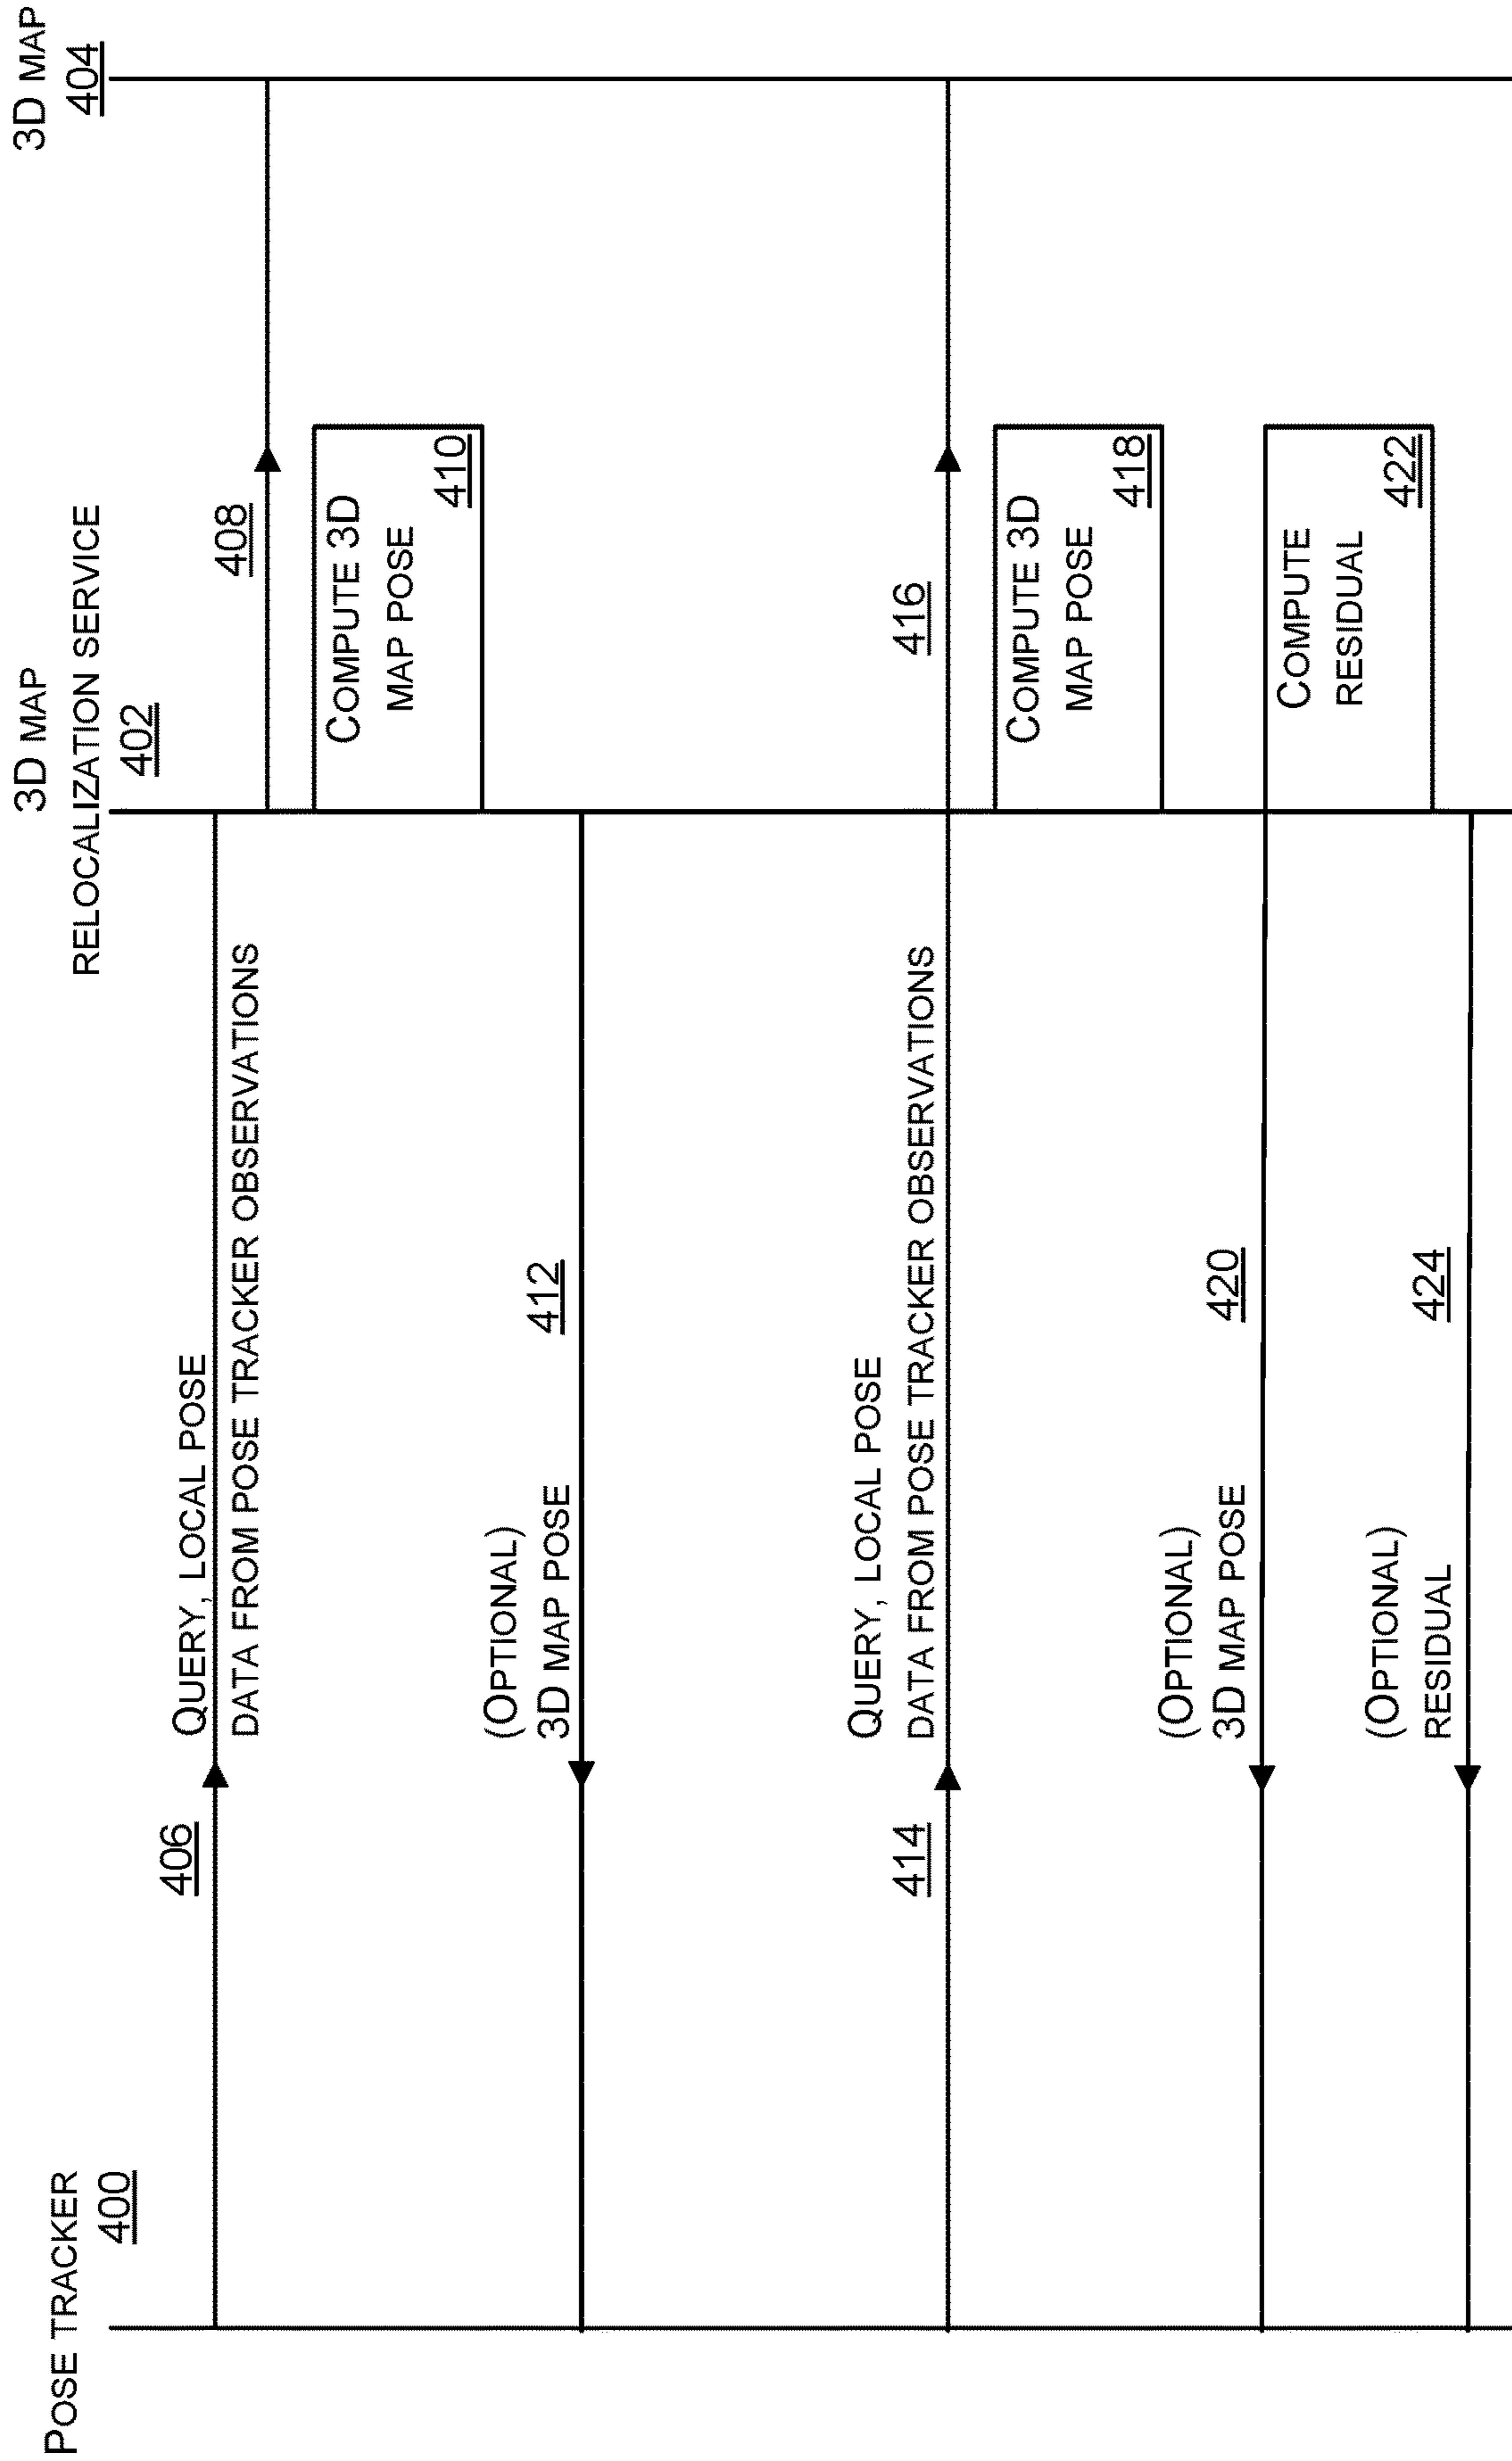 POSE TRACKER
400
3D MAP
RELOCALIZATION SERVICE
402
3D MAP
404
406
QUERY, LOCAL POSE
DATA FROM POSE TRACKER OBSERVATIONS
408
COMPUTE 3D
MAP POSE
410
(OPTIONAL)
3D MAP POSE
412
414
QUERY, LOCAL POSE
DATA FROM POSE TRACKER OBSERVATIONS
416
COMPUTE 3D
MAP POSE
418
(OPTIONAL)
3D MAP POSE
420
COMPUTE
RESIDUAL
422
(OPTIONAL)
RESIDUAL
424